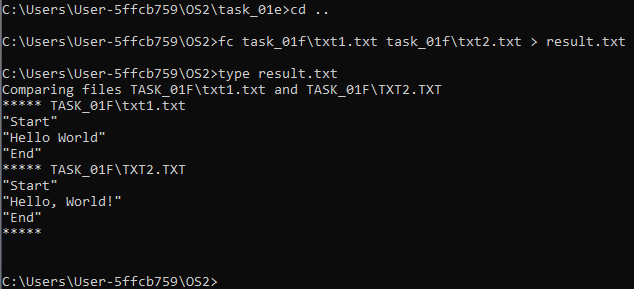 C:\Users\User-5ffcb759\OS2\task_01e>cd ..
C:\Users\User-5ffcb759\OS2>fc task_01f\txt1.txt task_01f\txt2.txt > result.txt
C:\Users\User-5ffcb759\OS2>type result.txt
Comparing files TASK_01F\txt1.txt and TASK_01F\TXT2.TXT
***** TASK_01F\txt1.txt
"Start"
"Hello World"
"End"
***** TASK_01F\TXT2.TXT
"Start"
"Hello, World!"
"End"
*****
C:\Users\User-5ffcb759\OS2>